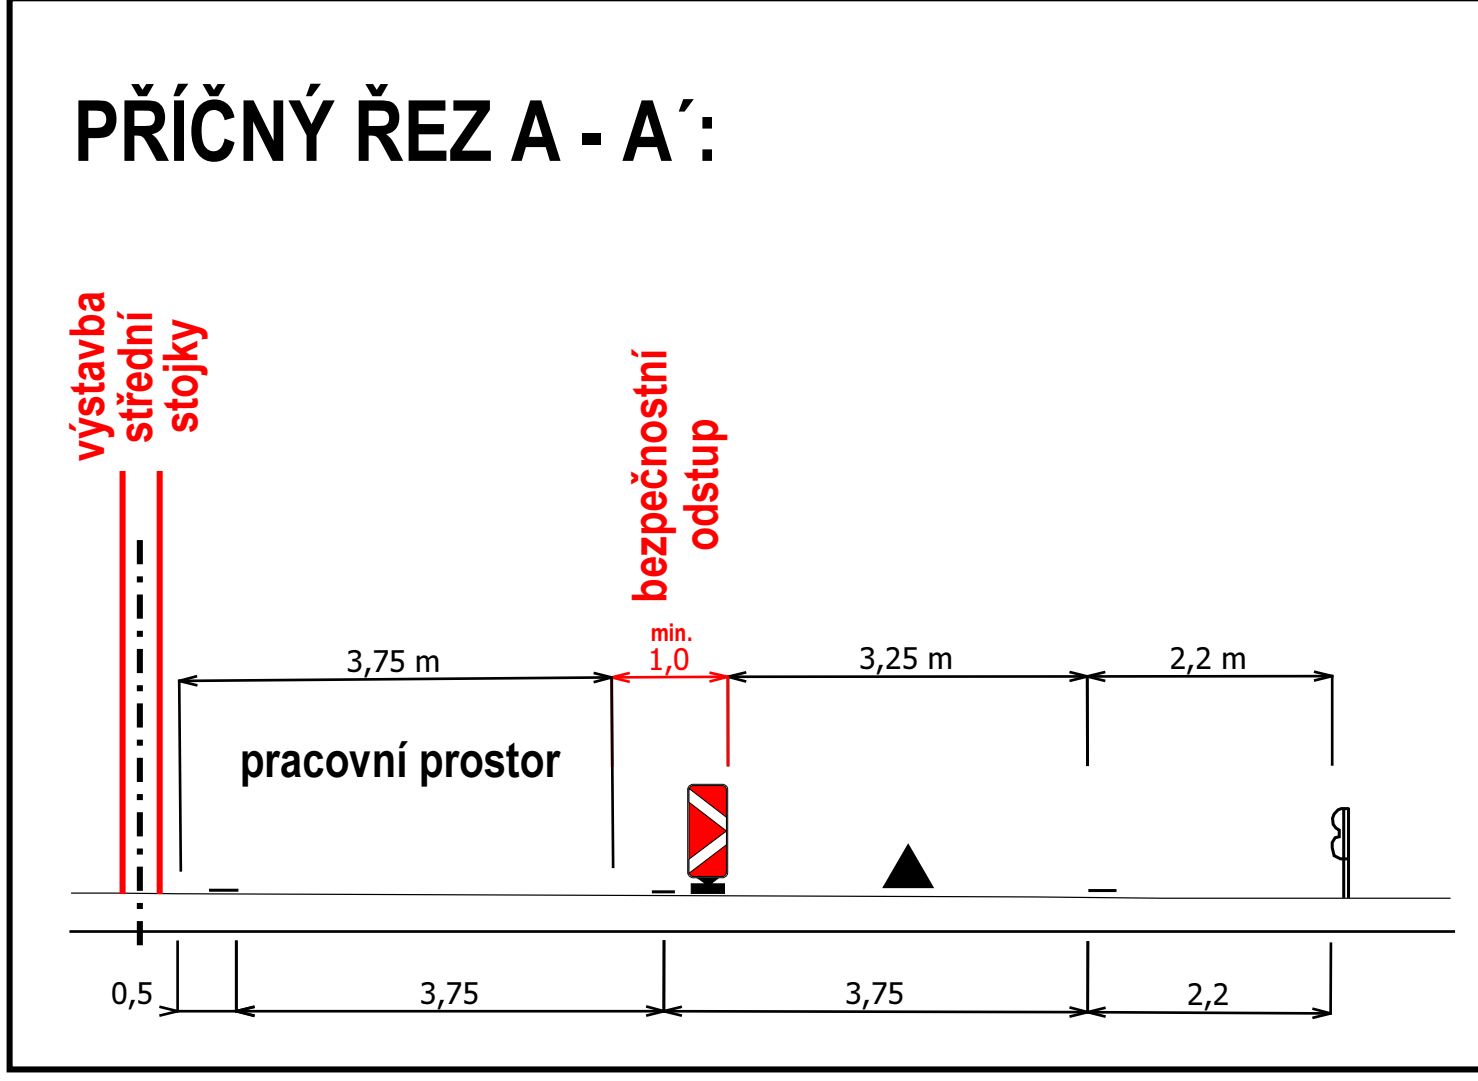 PŘÍČNÝ ŘEZ A - A´:
výstavba
střední
stojky
bezpečnostní
odstup
min.
3,75 m
1,0
3,25 m
2,2 m
pracovní prostor
0,5
3,75
3,75
2,2